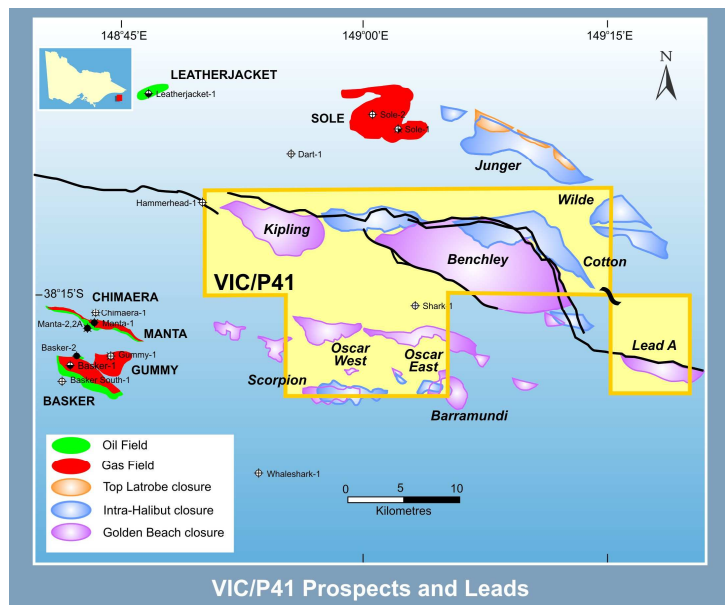 148°45'E
149°00'E
149°15'E
N
LEATHERJACKET
Leatherjacket-1
SOLE
Sole-2
Sole-1
Dart-1
Junger
Hammerhead-1
Wilde
Kipling
Benchley
Cotton
VIC/P41
38°15'S
CHIMAERA
Chimaera-1
Manta-1
Manta-2,2A
MANTA
Shark-1
Basker-2
Gummy-1
Basker-1
GUMMY
Basker South-1
BASKER
Oscar
West
Oscar
East
Lead A
Scorpion
Barramundi
Oil Field
Gas Field
Top Latrobe closure
Intra-Halibut closure
Golden Beach closure
Whaleshark-1
0 5 10
Kilometres
VIC/P41 Prospects and Leads